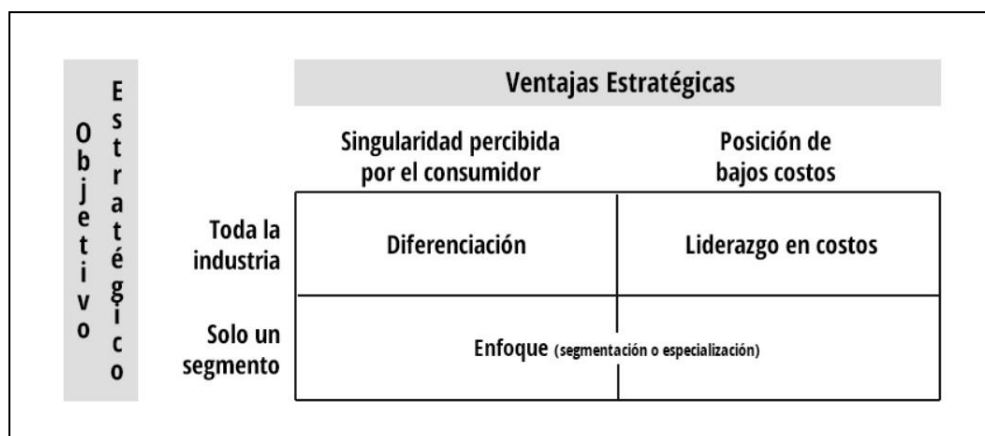 Objetivo
Estratégico
Ventajas Estratégicas
Singularidad percibida
por el consumidor
Posición de
bajos costos
Toda la
industria
Diferenciación
Liderazgo en costos
Solo un
segmento
Enfoque (segmentación o especialización)